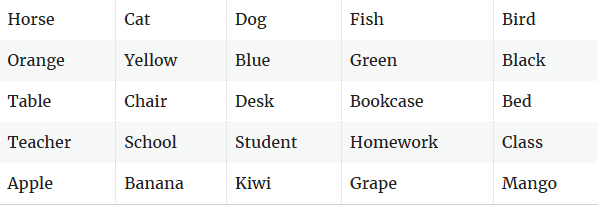 Horse Cat Dog Fish Bird
Orange Yellow Blue Green Black
Table Chair Desk Bookcase Bed
Teacher School Student Homework Class
Apple Banana Kiwi Grape Mango